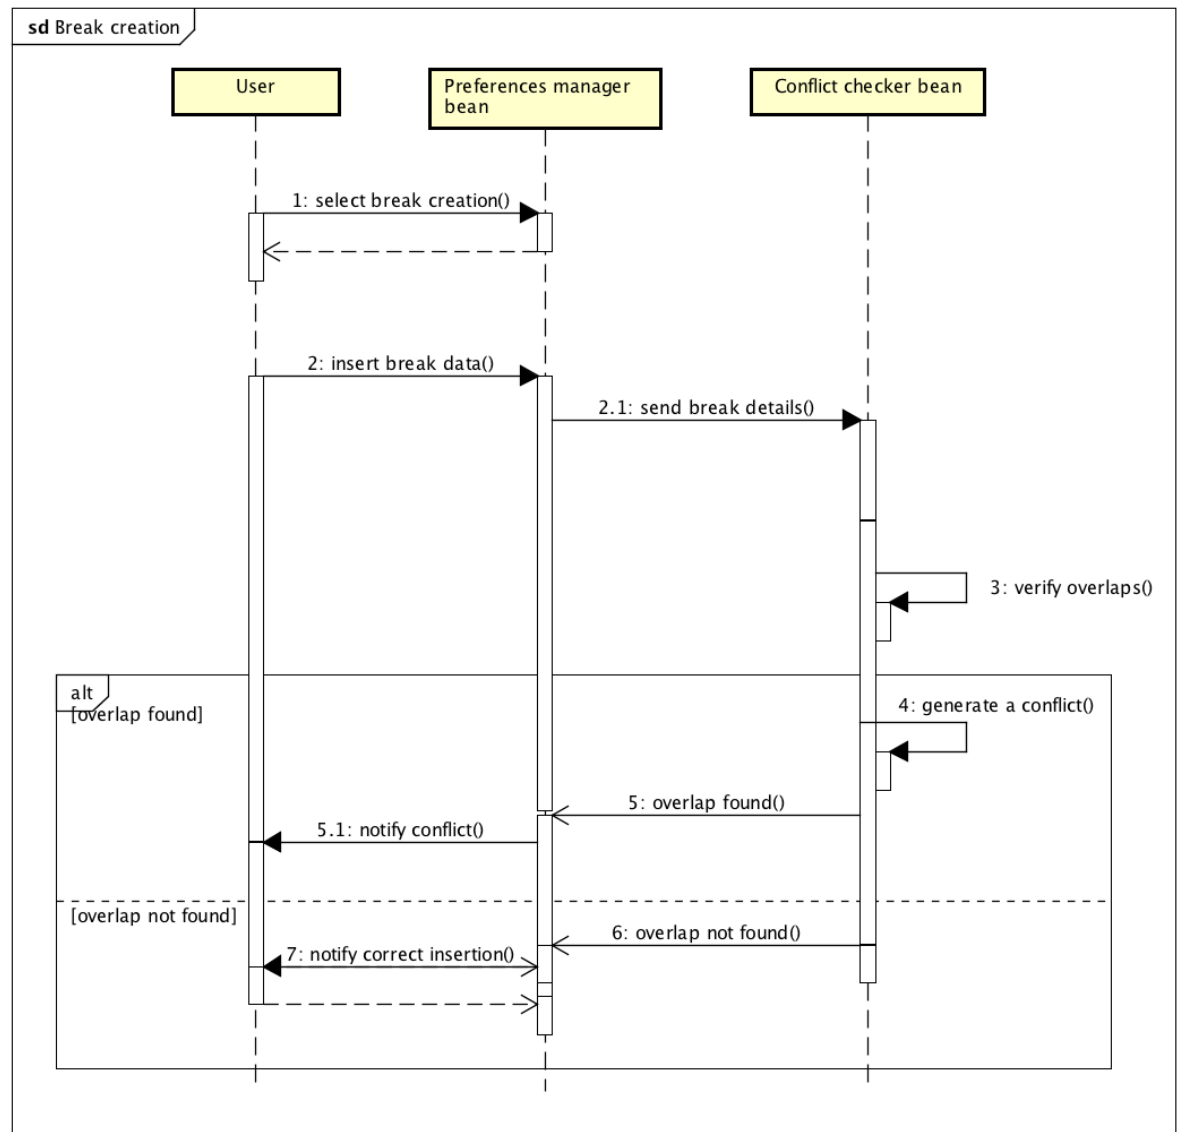 sd Break creation
User
Preferences manager
bean
Conflict checker bean
1: select break creation()
2: insert break data()
2.1: send break details()
3: verify overlaps()
alt
[overlap found]
4: generate a conflict()
5: overlap found()
5.1: notify conflict()
[overlap not found]
6: overlap not found()
7: notify correct insertion()